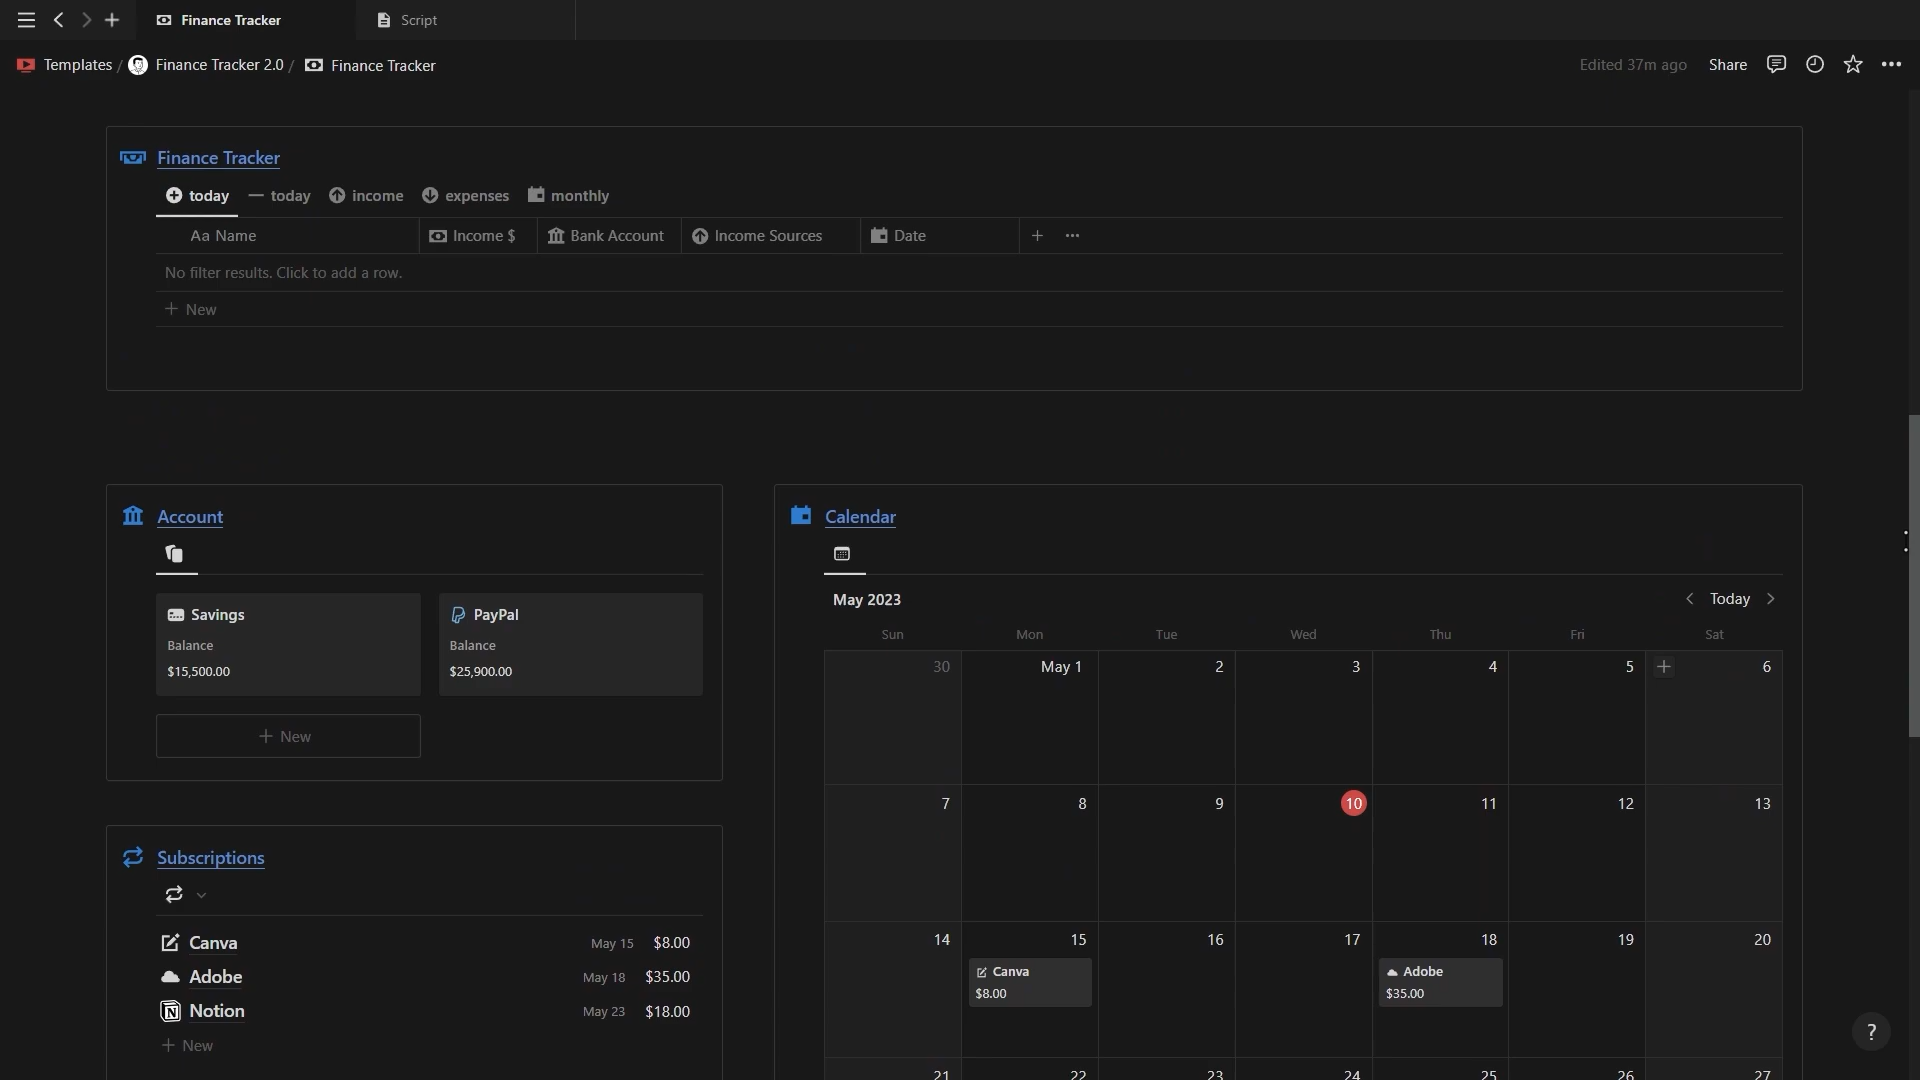 Finance Tracker
Script
Templates / Finance Tracker 2.0 / Finance Tracker
Edited 37m ago
Share
Finance Tracker
today
today
income
expenses
monthly
Aa Name
Income $
Bank Account
Income Sources
Date
No filter results. Click to add a row.
+ New
Account
Savings
Balance
$15,500.00
PayPal
Balance
$25,900.00
+ New
Subscriptions
Canva May 15 $8.00
Adobe May 18 $35.00
Notion May 23 $18.00
+ New
Calendar
May 2023
Today
Sun Mon Tue Wed Thu Fri Sat
30 May 1 2 3 4 5 6
7 8 9 10 11 12 13
14 15 16 17 18 19 20
Canva
$8.00
Adobe
$35.00
21 22 23 24 25 26 27
?